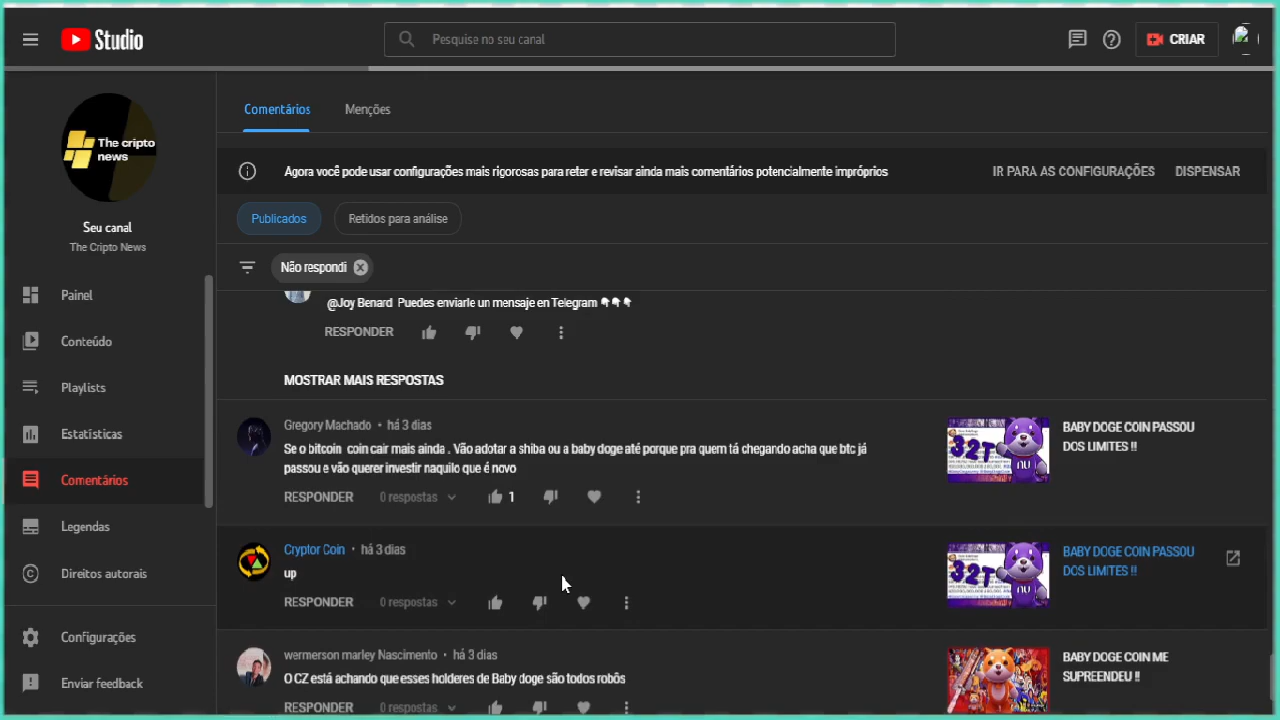 Studio
Pesquise no seu canal
CRIAR
The cripto
news
Seu canal
The Cripto News
Painel
Conteúdo
Playlists
Estatísticas
Comentários
Legendas
Direitos autorais
Configurações
Enviar feedback
Comentários
Menções
Agora você pode usar configurações mais rigorosas para reter e revisar ainda mais comentários potencialmente impróprios
IR PARA AS CONFIGURAÇÕES
DISPENSAR
Publicados
Retidos para análise
Não respondi
@Joy Benard Puedes enviarle un mensaje en Telegram 👇👇👇
RESPONDER
MOSTRAR MAIS RESPOSTAS
Gregory Machado • há 3 dias
Se o bitcoin coin cair mais ainda . Vão adotar a shiba ou a baby doge até porque pra quem tá chegando acha que btc já
passou e vão querer investir naquilo que é novo
RESPONDER 0 respostas 1
32T
nu
BABY DOGE COIN PASSOU
DOS LIMITES !!
Cryptor Coin • há 3 dias
up
RESPONDER 0 respostas
32T
nu
BABY DOGE COIN PASSOU
DOS LIMITES !!
wermerson marley Nascimento • há 3 dias
O CZ está achando que esses holderes de Baby doge são todos robôs
RESPONDER 0 respostas
BABY DOGE COIN ME
SUPREENDEU !!